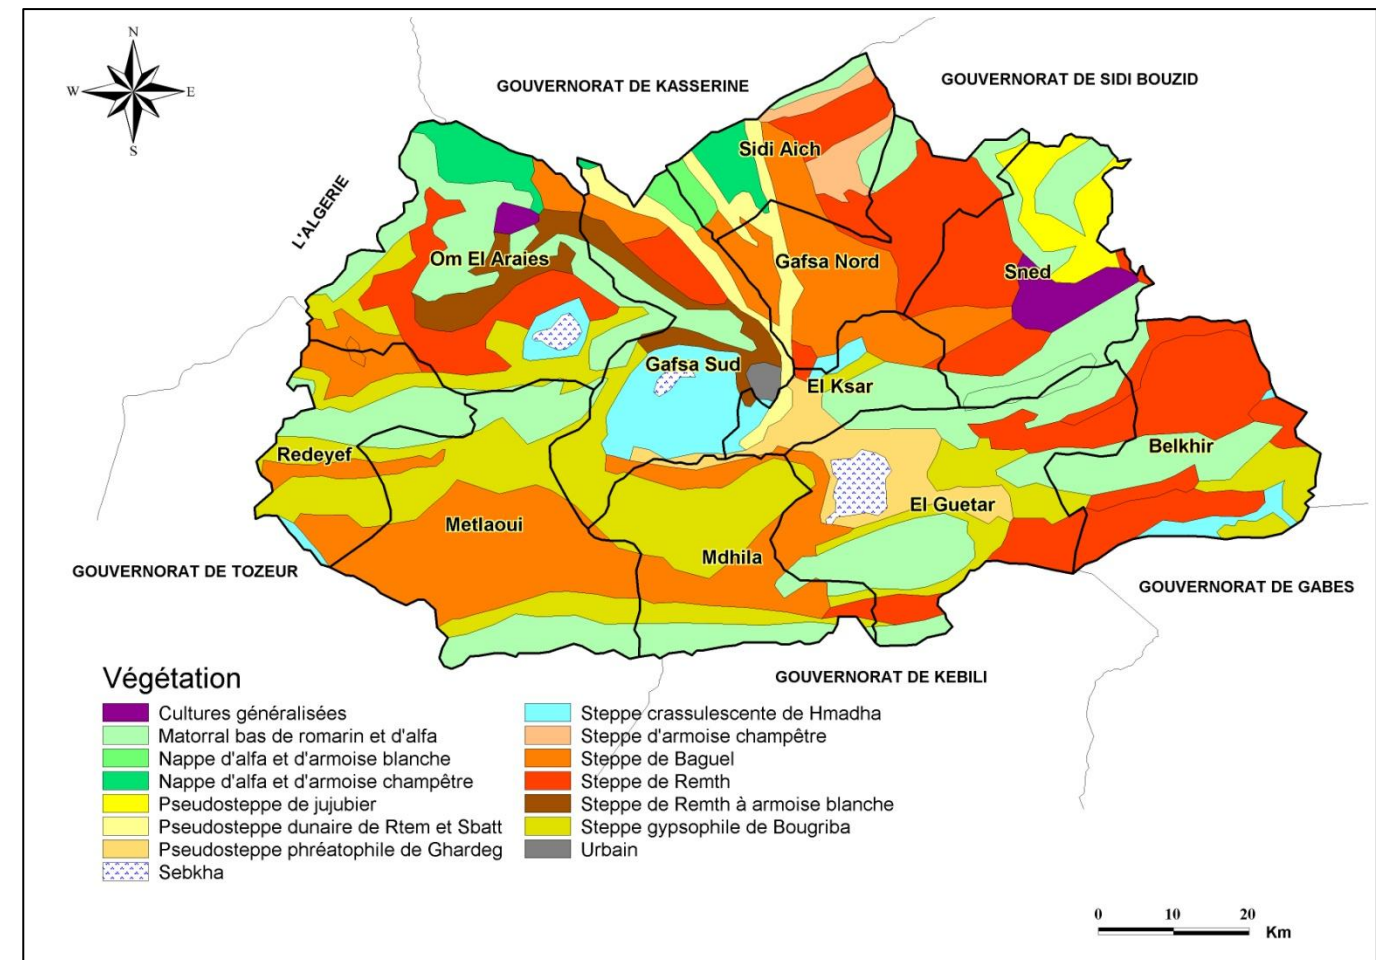 N
W
E
S
GOUVERNORAT DE KASSERINE
GOUVERNORAT DE SIDI BOUZID
L'ALGERIE
Sidi Aich
Om El Araies
Gafsa Nord
Sned
Gafsa Sud
El Ksar
Redeyef
Belkhir
Metlaoui
El Guetar
Mdhila
GOUVERNORAT DE TOZEUR
GOUVERNORAT DE GABES
GOUVERNORAT DE KEBILI
Végétation
Cultures généralisées
Matorral bas de romarin et d'alfa
Nappe d'alfa et d'armoise blanche
Nappe d'alfa et d'armoise champêtre
Pseudosteppe de jujubier
Pseudosteppe dunaire de Rtem et Sbatt
Pseudosteppe phréatophile de Ghardeg
Sebkha
Steppe crassulescente de Hmadha
Steppe d'armoise champêtre
Steppe de Baguel
Steppe de Remth
Steppe de Remth à armoise blanche
Steppe gypsophile de Bougriba
Urbain
0 10 20
Km